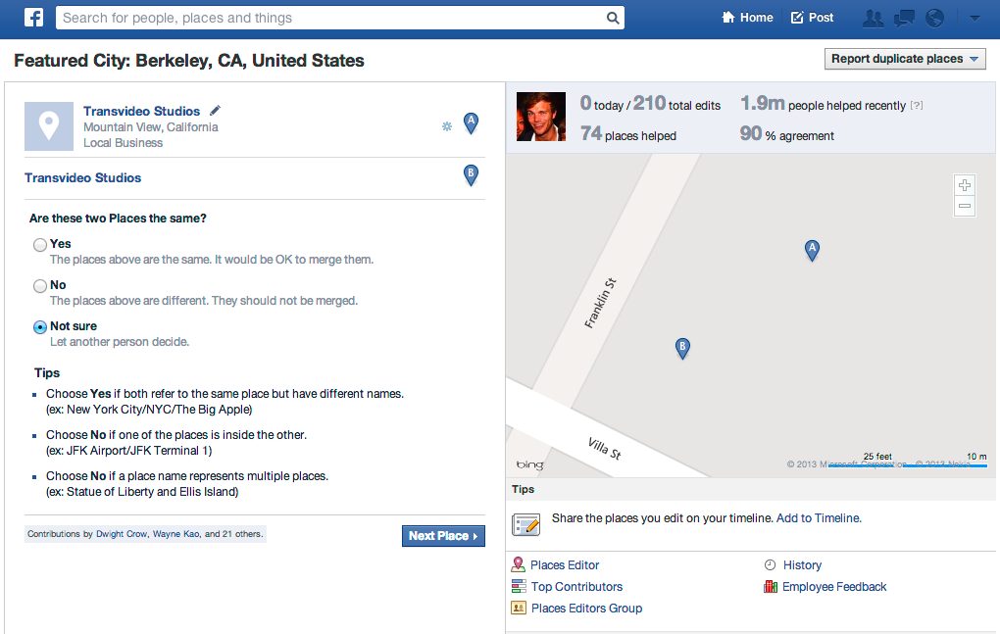 Search for people, places and things
Home
Post
Featured City: Berkeley, CA, United States
Report duplicate places
Transvideo Studios
Mountain View, California
Local Business
A
Transvideo Studios
B
Are these two Places the same?
Yes
The places above are the same. It would be OK to merge them.
No
The places above are different. They should not be merged.
Not sure
Let another person decide.
Tips
Choose Yes if both refer to the same place but have different names.
(ex: New York City/NYC/The Big Apple)
Choose No if one of the places is inside the other.
(ex: JFK Airport/JFK Terminal 1)
Choose No if a place name represents multiple places.
(ex: Statue of Liberty and Ellis Island)
Contributions by Dwight Crow, Wayne Kao, and 21 others.
Next Place
0 today / 210 total edits
1.9m people helped recently [?]
74 places helped
90 % agreement
A
Franklin St
B
Villa St
bing
25 feet
10 m
© 2013 Microsoft Corporation
© 2013 Nokia
Tips
Share the places you edit on your timeline. Add to Timeline.
Places Editor
History
Top Contributors
Employee Feedback
Places Editors Group